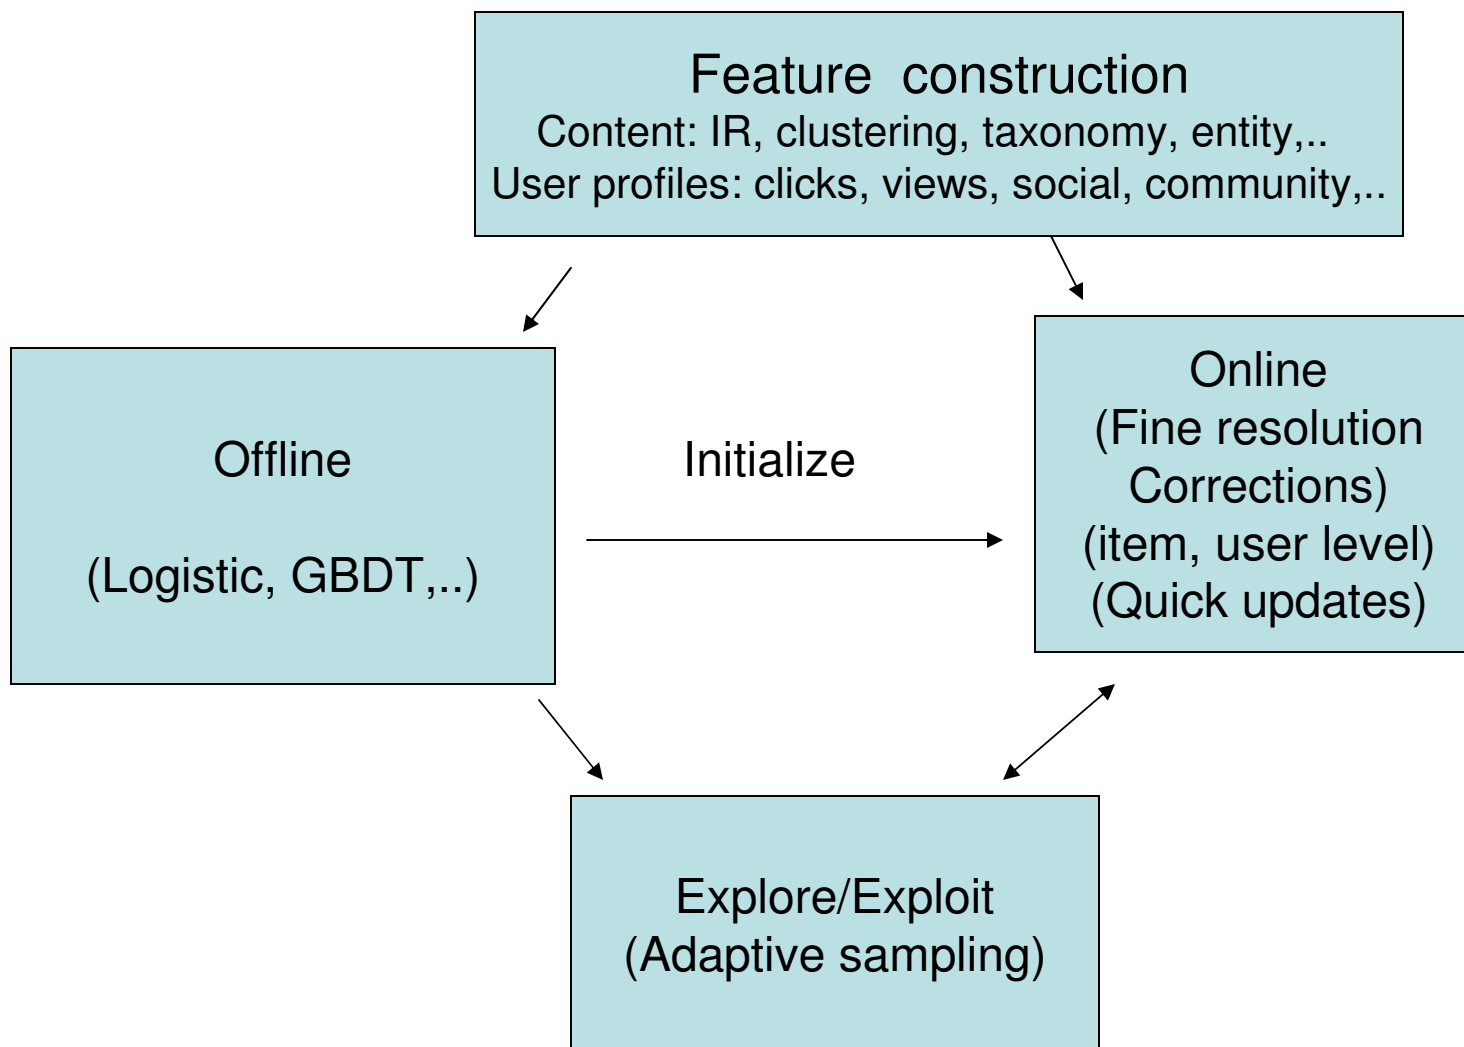 Feature construction
Content: IR, clustering, taxonomy, entity,..
User profiles: clicks, views, social, community,..
Offline
(Logistic, GBDT,..)
Initialize
Online
(Fine resolution
Corrections)
(item, user level)
(Quick updates)
Explore/Exploit
(Adaptive sampling)